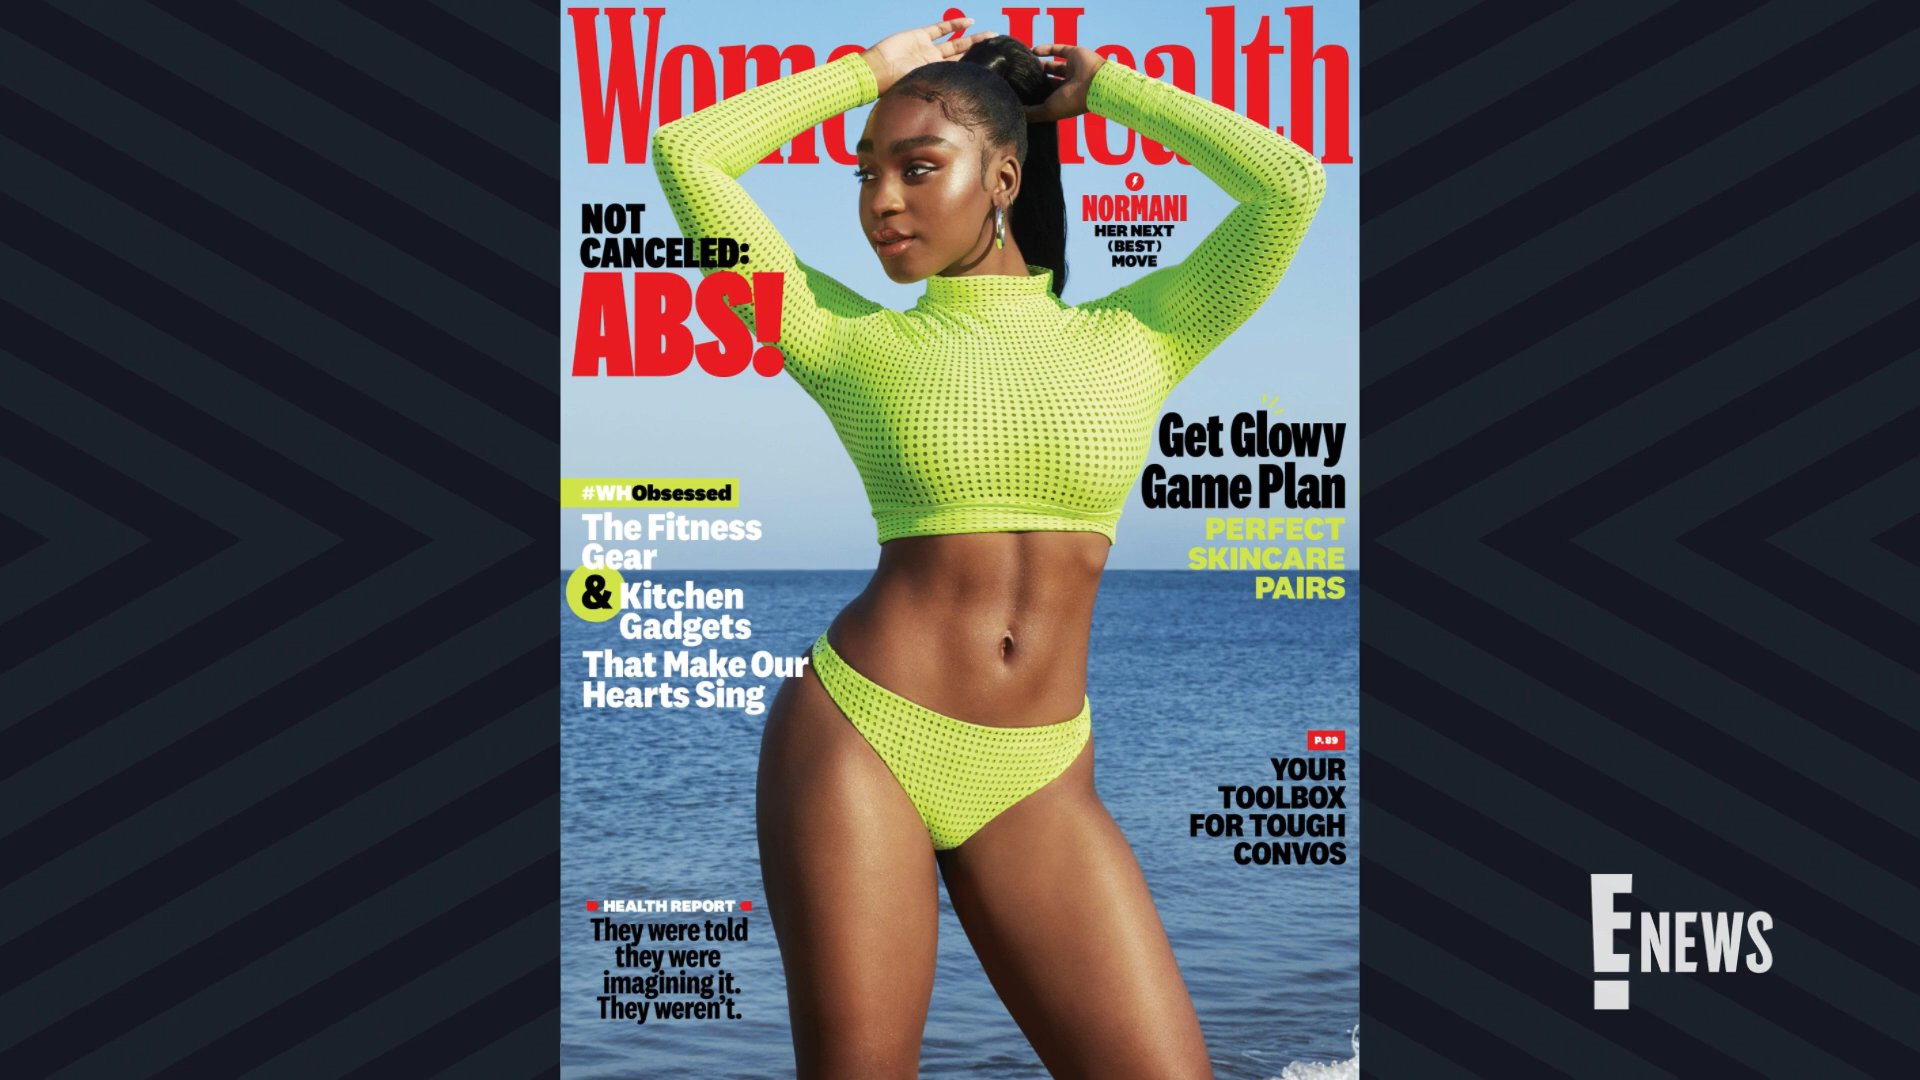 Women's Health
NOT
CANCELED:
ABS!
NORMANI
HER NEXT
(BEST)
MOVE
Get Glowy
Game Plan
PERFECT
SKINCARE
PAIRS
#WHObsessed
The Fitness
Gear
& Kitchen
Gadgets
That Make Our
Hearts Sing
P.89
YOUR
TOOLBOX
FOR TOUGH
CONVOS
HEALTH REPORT
They were told
they were
imagining it.
They weren't.
E NEWS